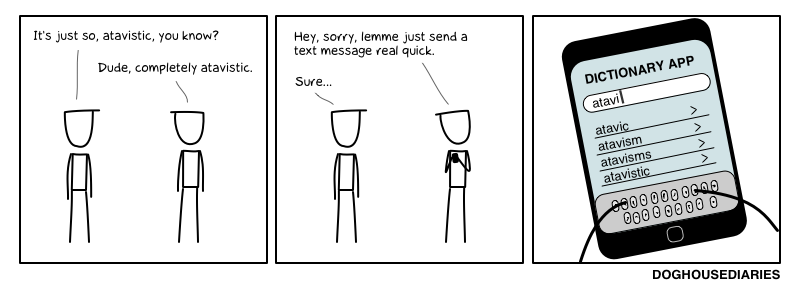 It's just so, atavistic, you know?
Dude, completely atavistic.
Hey, sorry, lemme just send a
text message real quick.
Sure...
DICTIONARY APP
atavi
atavic
atavism
atavisms
atavistic
DOGHOUSEDIARIES